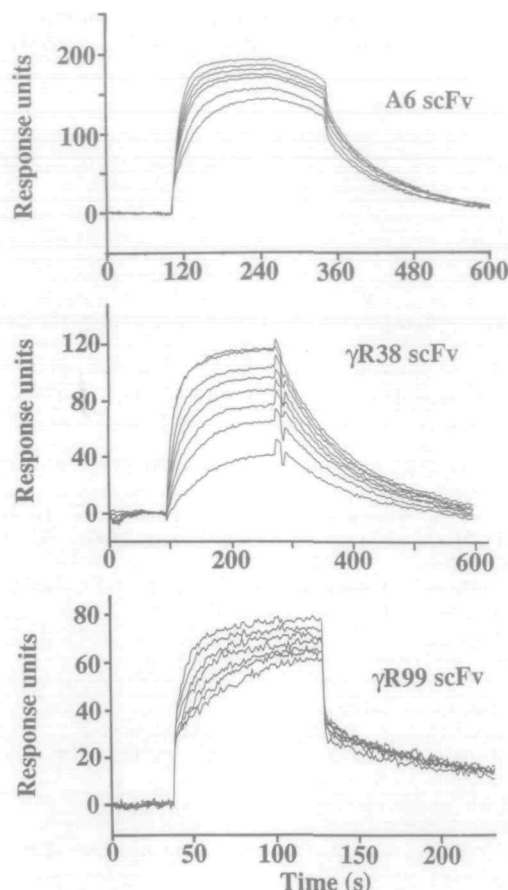 Response units
200
100
0
A6 scFv
0 120 240 360 480 600
Response units
120
80
40
0
γR38 scFv
0 200 400 600
Response units
80
60
40
20
0
γR99 scFv
0 50 100 150 200
Time (s)